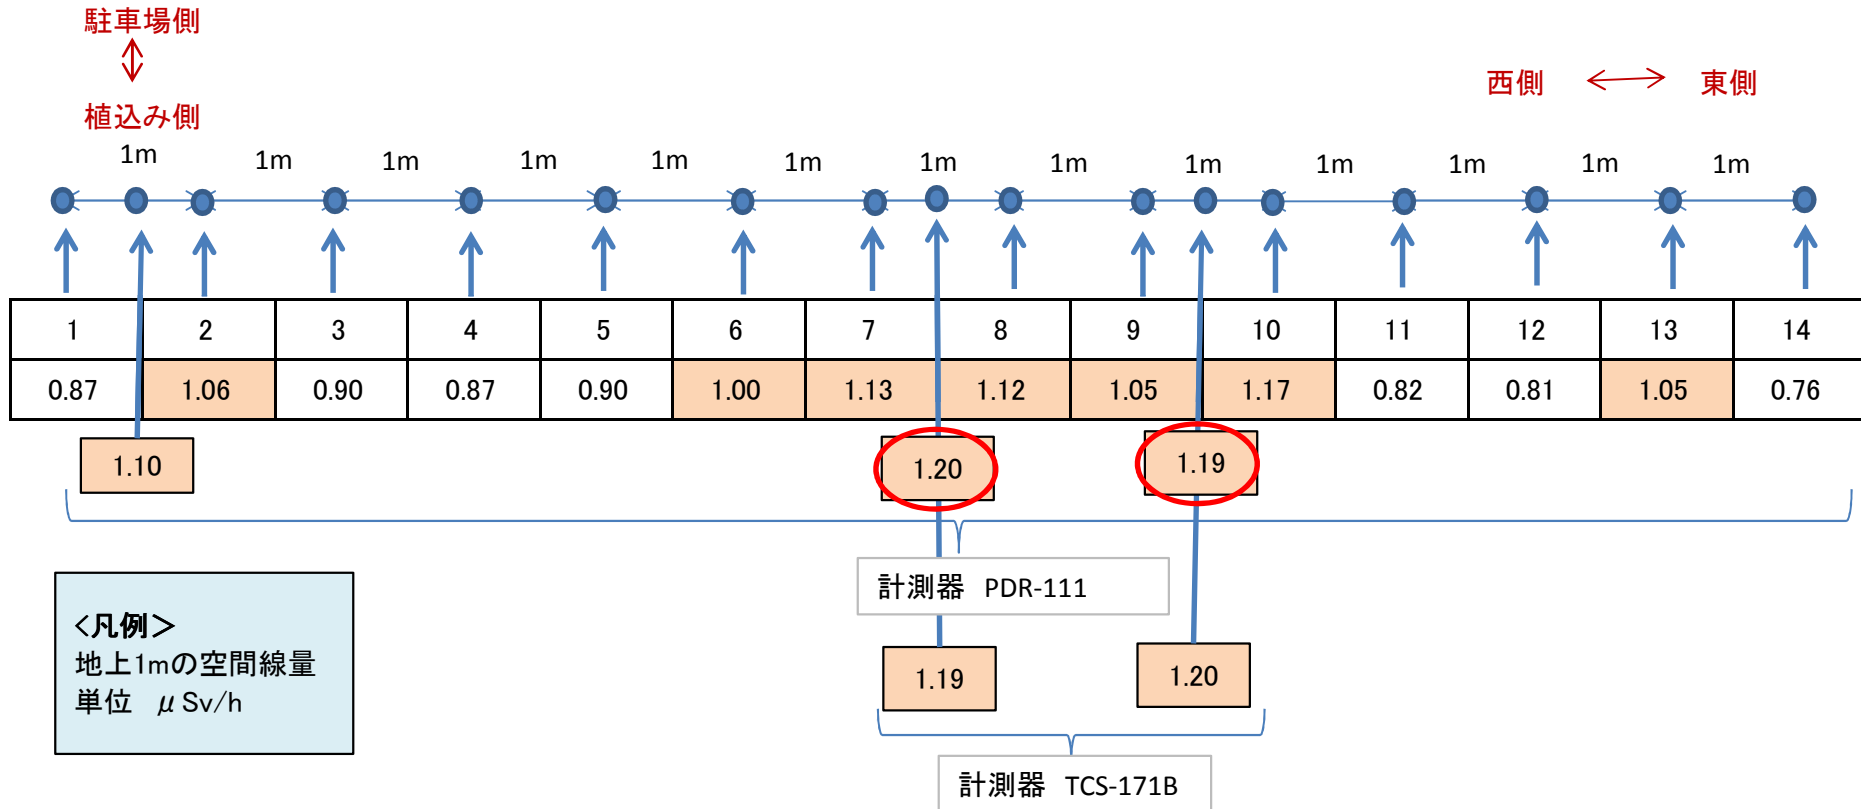 駐車場側
植込み側
西側 東側
1m 1m 1m 1m 1m 1m 1m 1m 1m 1m 1m 1m 1m
1 2 3 4 5 6 7 8 9 10 11 12 13 14
0.87 1.06 0.90 0.87 0.90 1.00 1.13 1.12 1.05 1.17 0.82 0.81 1.05 0.76
1.10 1.20 1.19
計測器 PDR-111
<凡例>
地上1mの空間線量
単位 μSv/h
1.19 1.20
計測器 TCS-171B